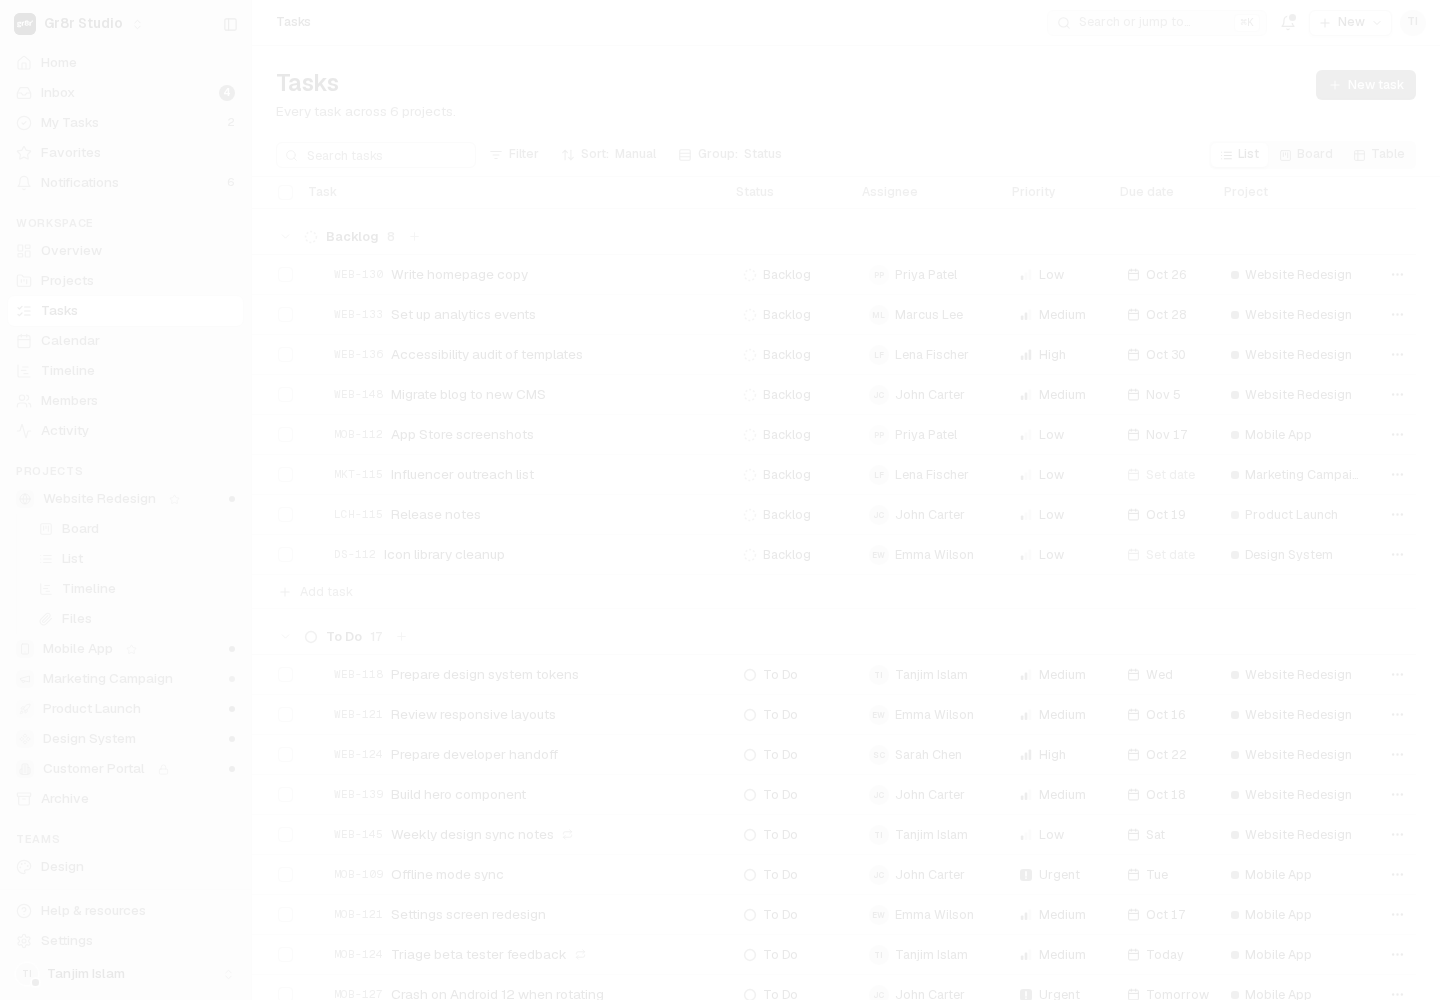 Gr8r Studio
Home
Inbox 4
My Tasks 2
Favorites
Notifications 6
WORKSPACE
Overview
Projects
Tasks
Calendar
Timeline
Members
Activity
PROJECTS
Website Redesign
Board
List
Timeline
Files
Mobile App
Marketing Campaign
Product Launch
Design System
Customer Portal
Archive
TEAMS
Design
Help & resources
Settings
TI Tanjim Islam
Tasks
Search or jump to... ⌘K
New
TI
Tasks
Every task across 6 projects.
New task
Search tasks Filter Sort: Manual Group: Status List Board Table
Task Status Assignee Priority Due date Project
Backlog 8
WEB-130 Write homepage copy Backlog PP Priya Patel Low Oct 26 Website Redesign
WEB-133 Set up analytics events Backlog ML Marcus Lee Medium Oct 28 Website Redesign
WEB-136 Accessibility audit of templates Backlog LF Lena Fischer High Oct 30 Website Redesign
WEB-148 Migrate blog to new CMS Backlog JC John Carter Medium Nov 5 Website Redesign
MOB-112 App Store screenshots Backlog PP Priya Patel Low Nov 17 Mobile App
MKT-115 Influencer outreach list Backlog LF Lena Fischer Low Set date Marketing Campai...
LCH-115 Release notes Backlog JC John Carter Low Oct 19 Product Launch
DS-112 Icon library cleanup Backlog EW Emma Wilson Low Set date Design System
Add task
To Do 17
WEB-118 Prepare design system tokens To Do TI Tanjim Islam Medium Wed Website Redesign
WEB-121 Review responsive layouts To Do EW Emma Wilson Medium Oct 16 Website Redesign
WEB-124 Prepare developer handoff To Do SC Sarah Chen High Oct 22 Website Redesign
WEB-139 Build hero component To Do JC John Carter Medium Oct 18 Website Redesign
WEB-145 Weekly design sync notes To Do TI Tanjim Islam Low Sat Website Redesign
MOB-109 Offline mode sync To Do JC John Carter Urgent Tue Mobile App
MOB-121 Settings screen redesign To Do EW Emma Wilson Medium Oct 17 Mobile App
MOB-124 Triage beta tester feedback To Do TI Tanjim Islam Medium Today Mobile App
MOB-127 Crash on Android 12 when rotating To Do JC John Carter Urgent Tomorrow Mobile App